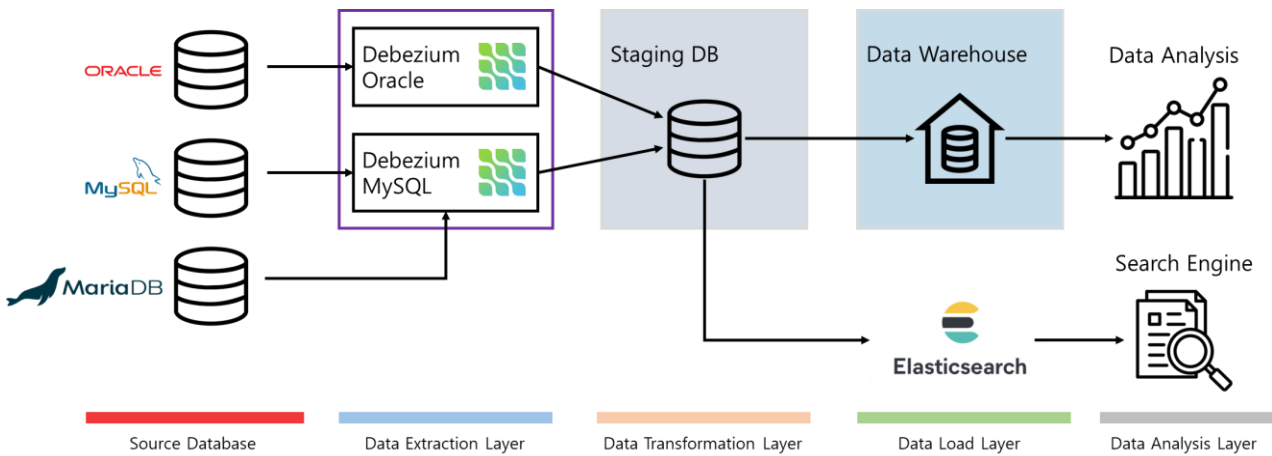 ORACLE
Debezium
Oracle
Staging DB
Data Warehouse
Data Analysis
MySQL
Debezium
MySQL
MariaDB
Search Engine
Elasticsearch
Source Database
Data Extraction Layer
Data Transformation Layer
Data Load Layer
Data Analysis Layer